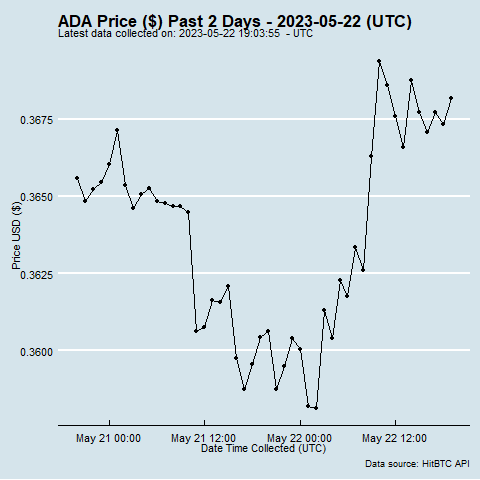 ADA Price ($) Past 2 Days - 2023-05-22 (UTC)
Latest data collected on: 2023-05-22 19:03:55 - UTC
Price USD ($)
0.3675
0.3650
0.3625
0.3600
May 21 00:00 May 21 12:00 May 22 00:00 May 22 12:00
Date Time Collected (UTC)
Data source: HitBTC API